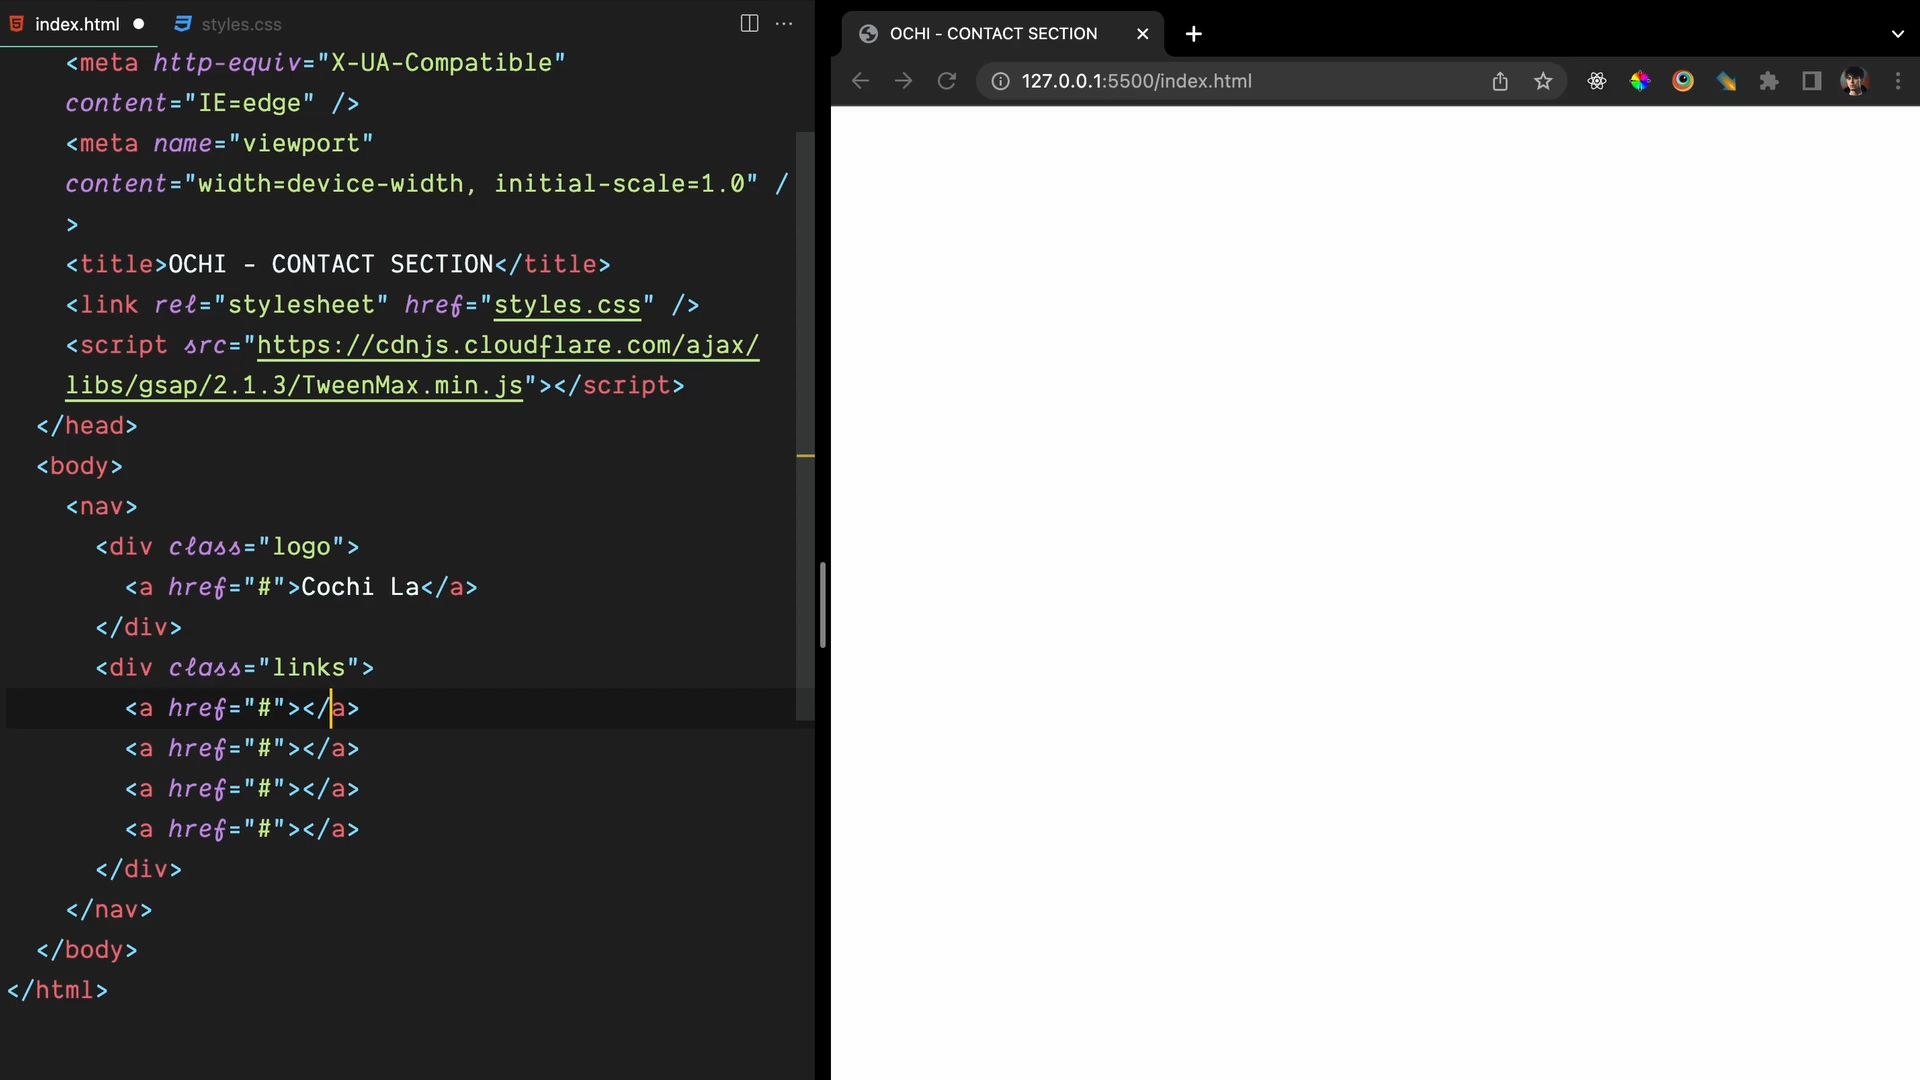 index.html
styles.css
<meta http-equiv="X-UA-Compatible"
content="IE=edge" />
<meta name="viewport"
content="width=device-width, initial-scale=1.0" /
>
<title>OCHI - CONTACT SECTION</title>
<link rel="stylesheet" href="styles.css" />
<script src="https://cdnjs.cloudflare.com/ajax/
libs/gsap/2.1.3/TweenMax.min.js"></script>
</head>
<body>
<nav>
<div class="logo">
<a href="#">Cochi La</a>
</div>
<div class="links">
<a href="#"></a>
<a href="#"></a>
<a href="#"></a>
<a href="#"></a>
</div>
</nav>
</body>
</html>
OCHI - CONTACT SECTION
127.0.0.1:5500/index.html